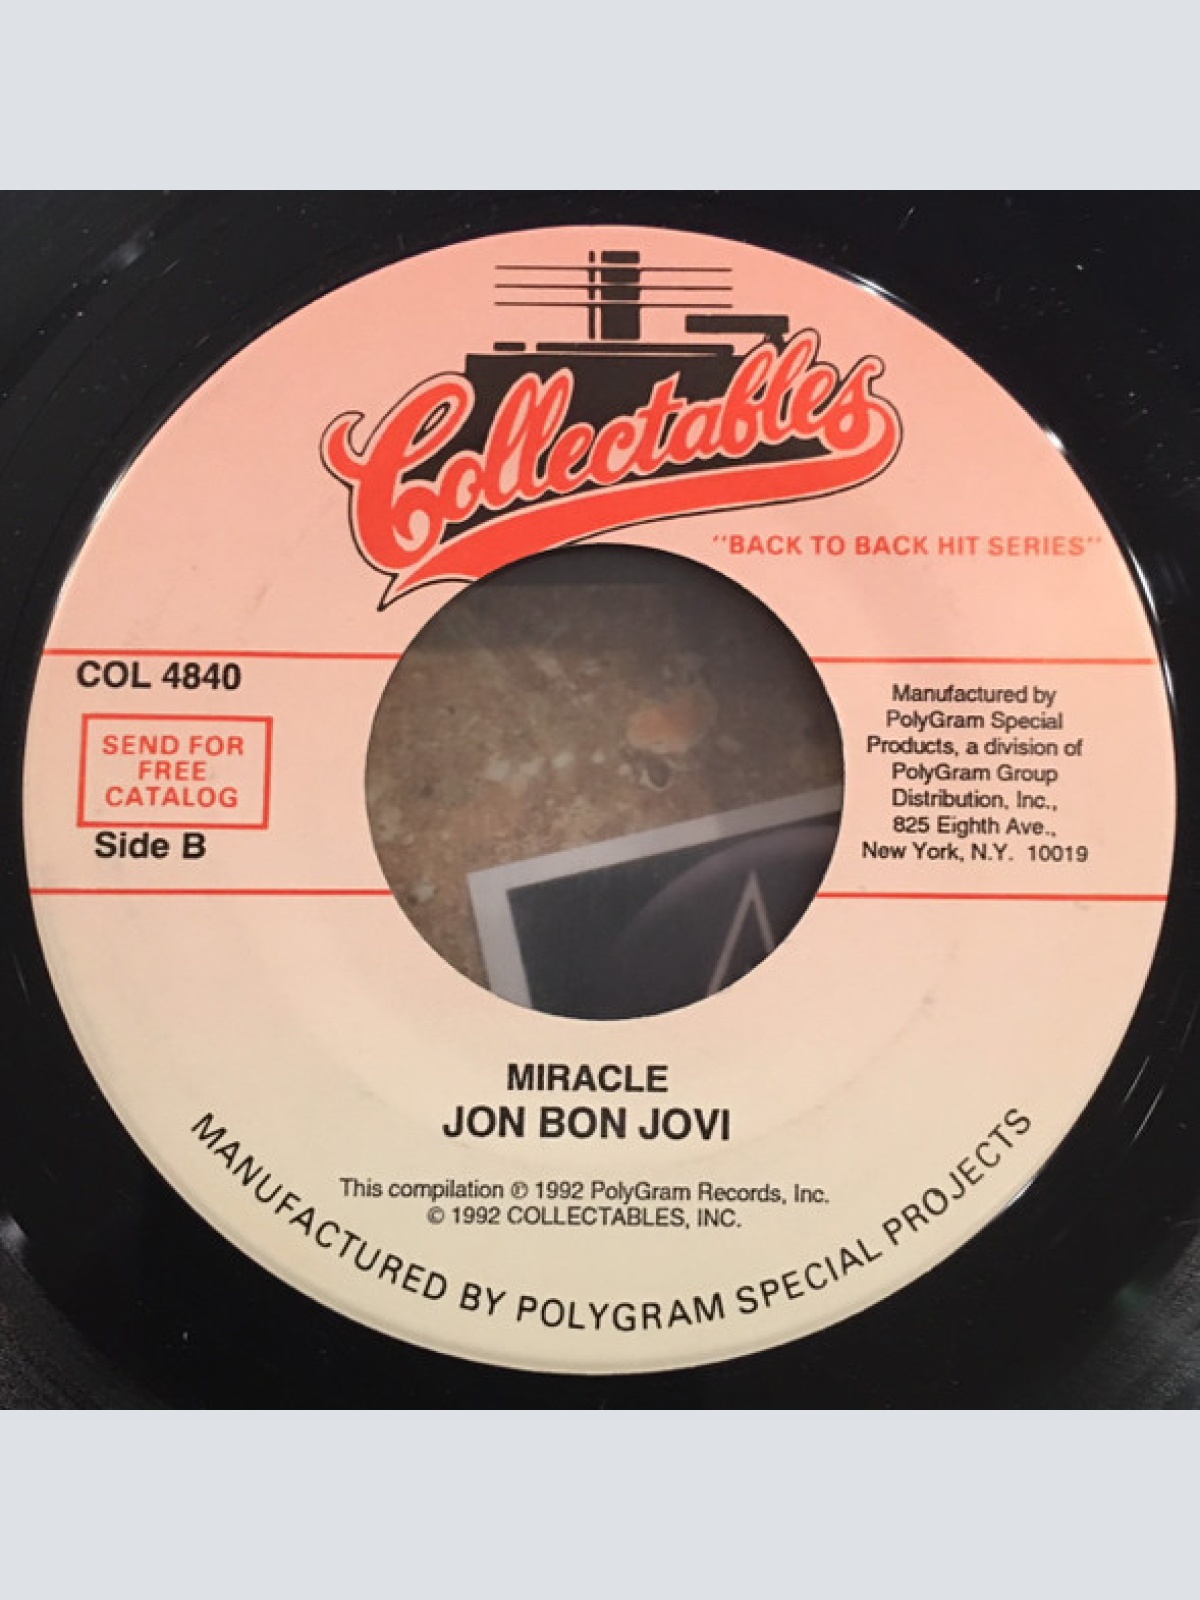 Collectables
"BACK TO BACK HIT SERIES"
COL 4840
SEND FOR
FREE
CATALOG
Side B
Manufactured by
PolyGram Special
Products, a division of
PolyGram Group
Distribution, Inc.,
825 Eighth Ave.,
New York, N.Y. 10019
MIRACLE
JON BON JOVI
This compilation ℗ 1992 PolyGram Records, Inc.
© 1992 COLLECTABLES, INC.
MANUFACTURED BY POLYGRAM SPECIAL PROJECTS